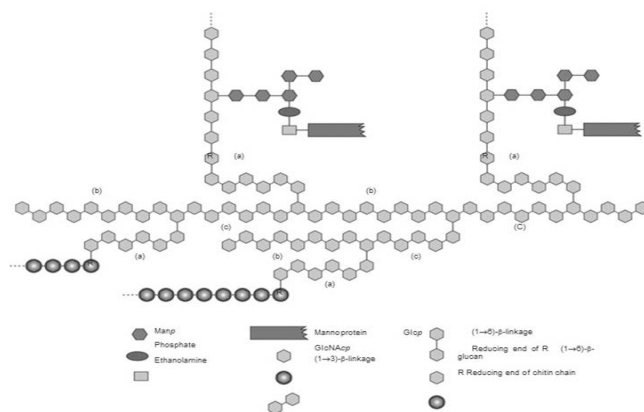 R (a)
R (a)
(b) (b)
(c) (C)
(a) (b) (c)
(a)
Manp Mannoprotein Glcp (1→6)-β-linkage
Phosphate GlcNAcp Reducing end of R (1→6)-β-
Ethanolamine (1→3)-β-linkage glucan
R Reducing end of chitin chain